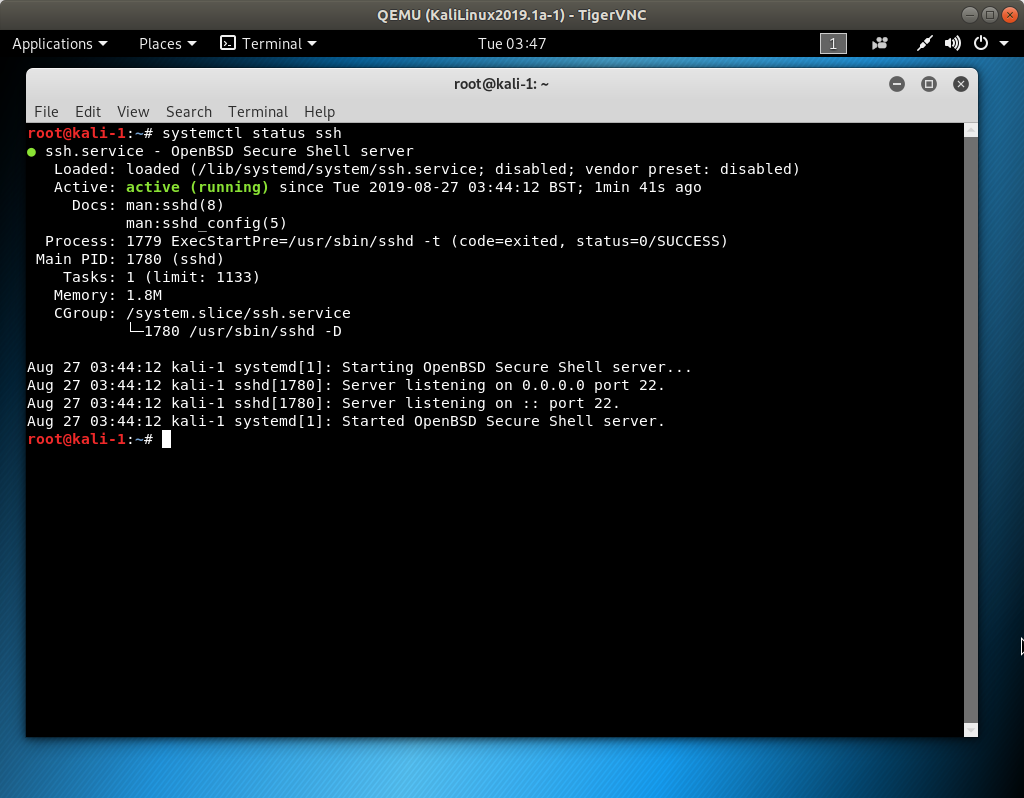 QEMU (KaliLinux2019.1a-1) - TigerVNC
Applications Places Terminal Tue 03:47 1
root@kali-1: ~
File Edit View Search Terminal Help
root@kali-1:~# systemctl status ssh
● ssh.service - OpenBSD Secure Shell server
   Loaded: loaded (/lib/systemd/system/ssh.service; disabled; vendor preset: disabled)
   Active: active (running) since Tue 2019-08-27 03:44:12 BST; 1min 41s ago
     Docs: man:sshd(8)
           man:sshd_config(5)
  Process: 1779 ExecStartPre=/usr/sbin/sshd -t (code=exited, status=0/SUCCESS)
 Main PID: 1780 (sshd)
    Tasks: 1 (limit: 1133)
   Memory: 1.8M
   CGroup: /system.slice/ssh.service
           └─1780 /usr/sbin/sshd -D
Aug 27 03:44:12 kali-1 systemd[1]: Starting OpenBSD Secure Shell server...
Aug 27 03:44:12 kali-1 sshd[1780]: Server listening on 0.0.0.0 port 22.
Aug 27 03:44:12 kali-1 sshd[1780]: Server listening on :: port 22.
Aug 27 03:44:12 kali-1 systemd[1]: Started OpenBSD Secure Shell server.
root@kali-1:~#